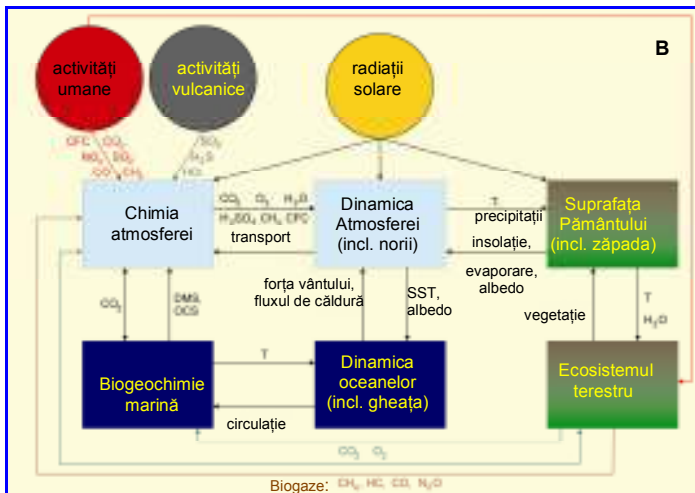 B
activități
umane
activități
vulcanice
radiații
solare
CFC CO₂
NOₓ SO₂
CO CH₄
SO₂
H₂S
HCl
Chimia
atmosferei
CO₂ O₃ H₂O
H₂SO₄ CH₄ CFC
transport
Dinamica
Atmosferei
(incl. norii)
T
precipitații
insolație,
evaporare,
albedo
Suprafața
Pământului
(incl. zăpada)
CO₂
DMS,
OCS
forța vântului,
fluxul de căldură
SST,
albedo
vegetație
T
H₂O
Biogeochimie
marină
T
circulație
Dinamica
oceanelor
(incl. gheața)
Ecosistemul
terestru
CO₂ O₂
Biogaze: CH₄, HC, CO, N₂O